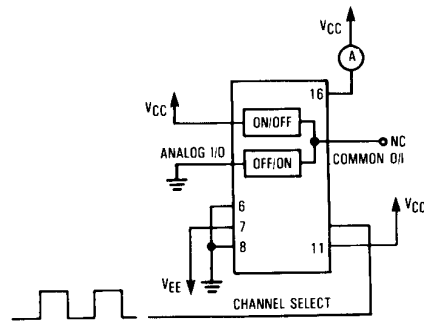 VCC
A
16
VCC
ON/OFF
NC
ANALOG I/O
OFF/ON
COMMON O/I
6
VCC
7
8
11
VEE
CHANNEL SELECT